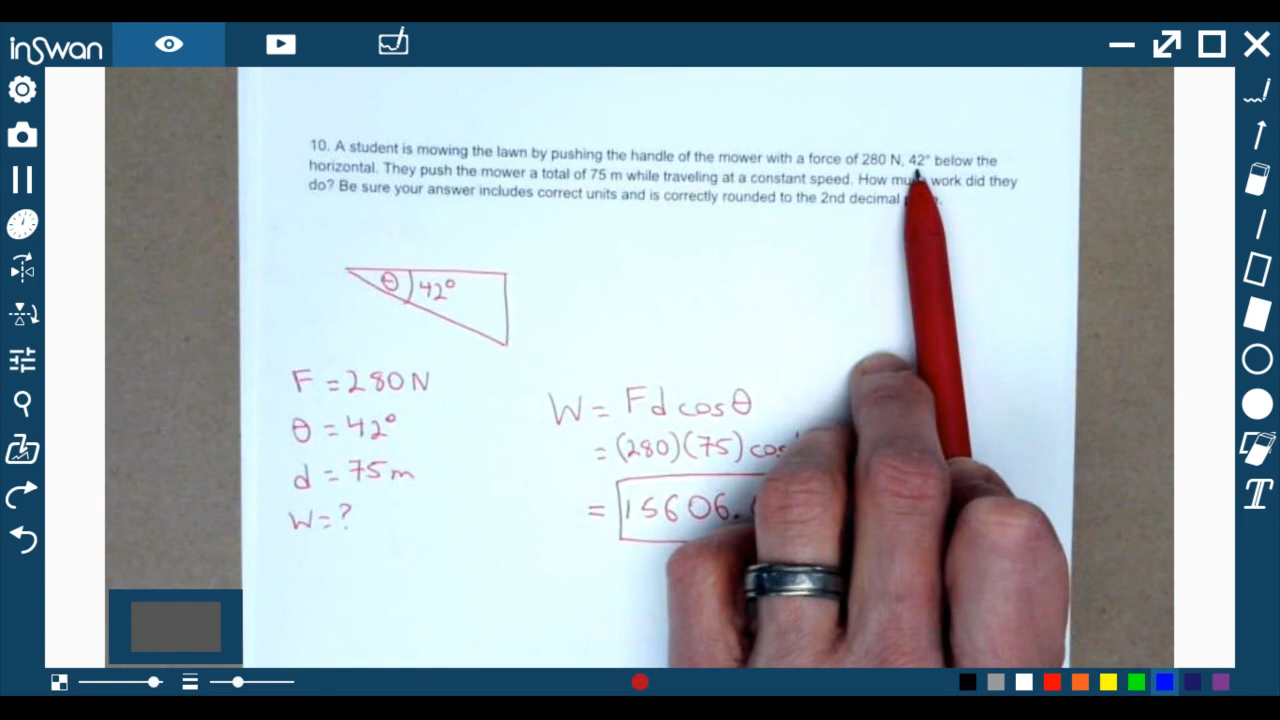 inSwan
10. A student is mowing the lawn by pushing the handle of the mower with a force of 280 N, 42° below the
horizontal. They push the mower a total of 75 m while traveling at a constant speed. How work did they
do? Be sure your answer includes correct units and is correctly rounded to the 2nd decimal
θ 42°
F = 280N
θ = 42°
d = 75m
W = ?
W = Fd cosθ
= (280)(75) cos
= 15606.
T